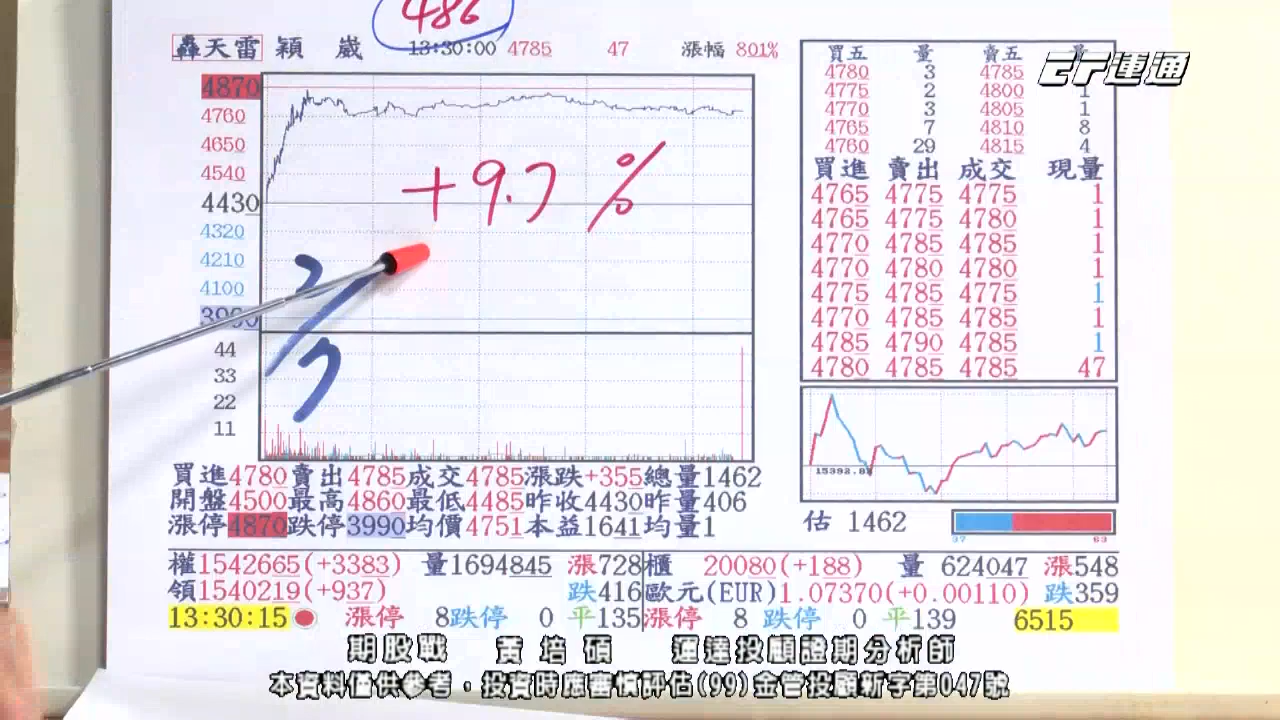 486
轟天雷 穎 崴 13:30:00 4785 47 漲幅 8.01%
4870
4760
4650
4540
4430
4320
4210
4100
3990
44
33
22
11
+9.7%
買五 量 賣五 量
4780 3 4785
4775 2 4800 1
4770 3 4805 1
4765 7 4810 8
4760 29 4815 4
買進 賣出 成交 現量
4765 4775 4775 1
4765 4775 4780 1
4770 4785 4785 1
4770 4780 4780 1
4775 4785 4775 1
4770 4785 4785 1
4785 4790 4785 1
4780 4785 4785 47
買進4780賣出4785成交4785漲跌+355總量1462
開盤4500最高4860最低4485昨收4430昨量406
漲停4870跌停3990均價4751本益1641均量1
估 1462
37 63
權1542665(+3383) 量1694845 漲728 櫃 20080(+188) 量 624047 漲548
領1540219(+937) 跌416 歐元(EUR)1.07370(+0.00110) 跌359
13:30:15 漲停 8跌停 0 平135 漲停 8 跌停 0 平139 6515
運通
期股戰 黃培碩 運達投顧證期分析師
本資料僅供參考，投資時應審慎評估(99)金管投顧新字第047號